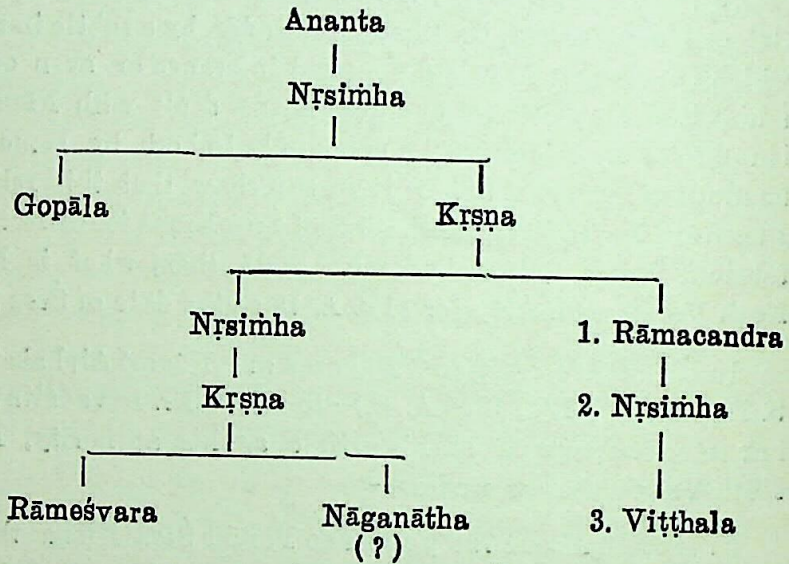 Ananta
Nṛsiṁha
Gopāla Kṛṣṇa
Nṛsiṁha 1. Rāmacandra
Kṛṣṇa 2. Nṛsiṁha
Rāmeśvara Nāganātha 3. Viṭṭhala
(?)